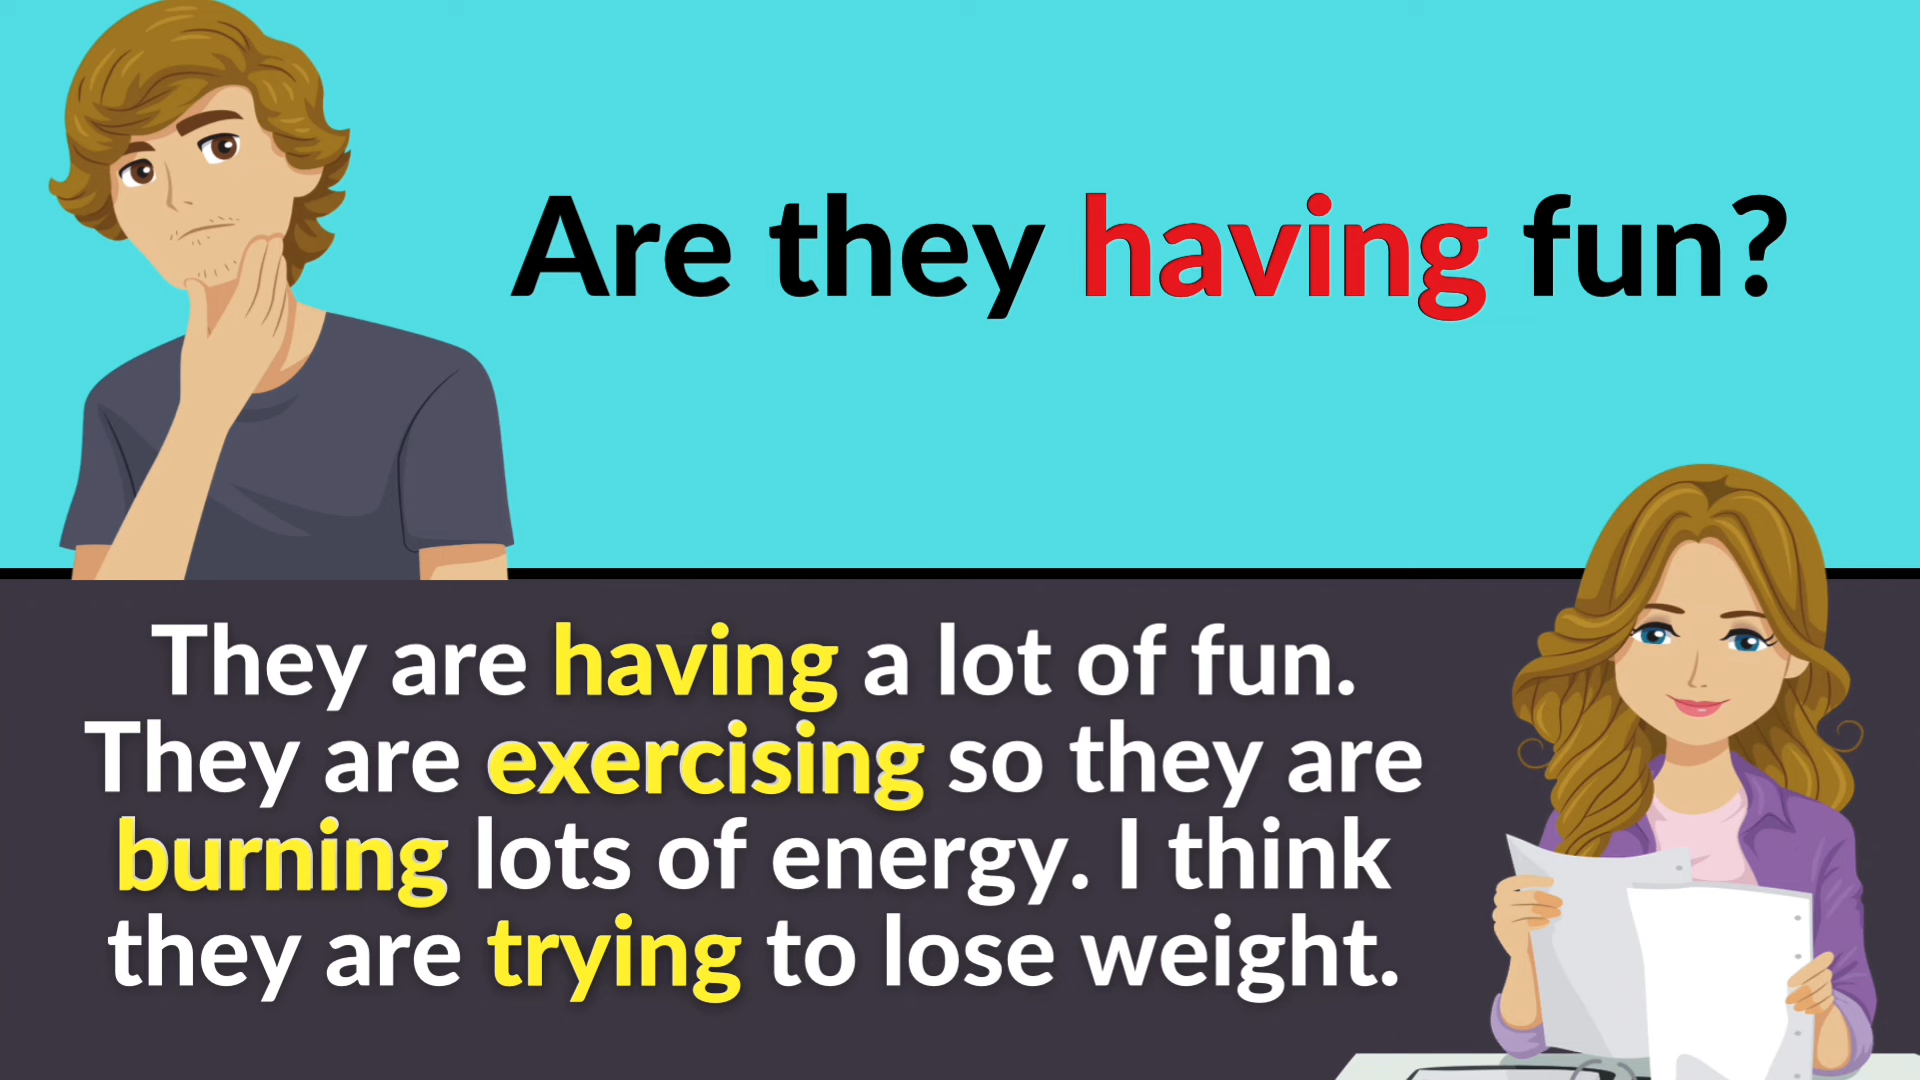 Are they having fun?
They are having a lot of fun.
They are exercising so they are
burning lots of energy. I think
they are trying to lose weight.